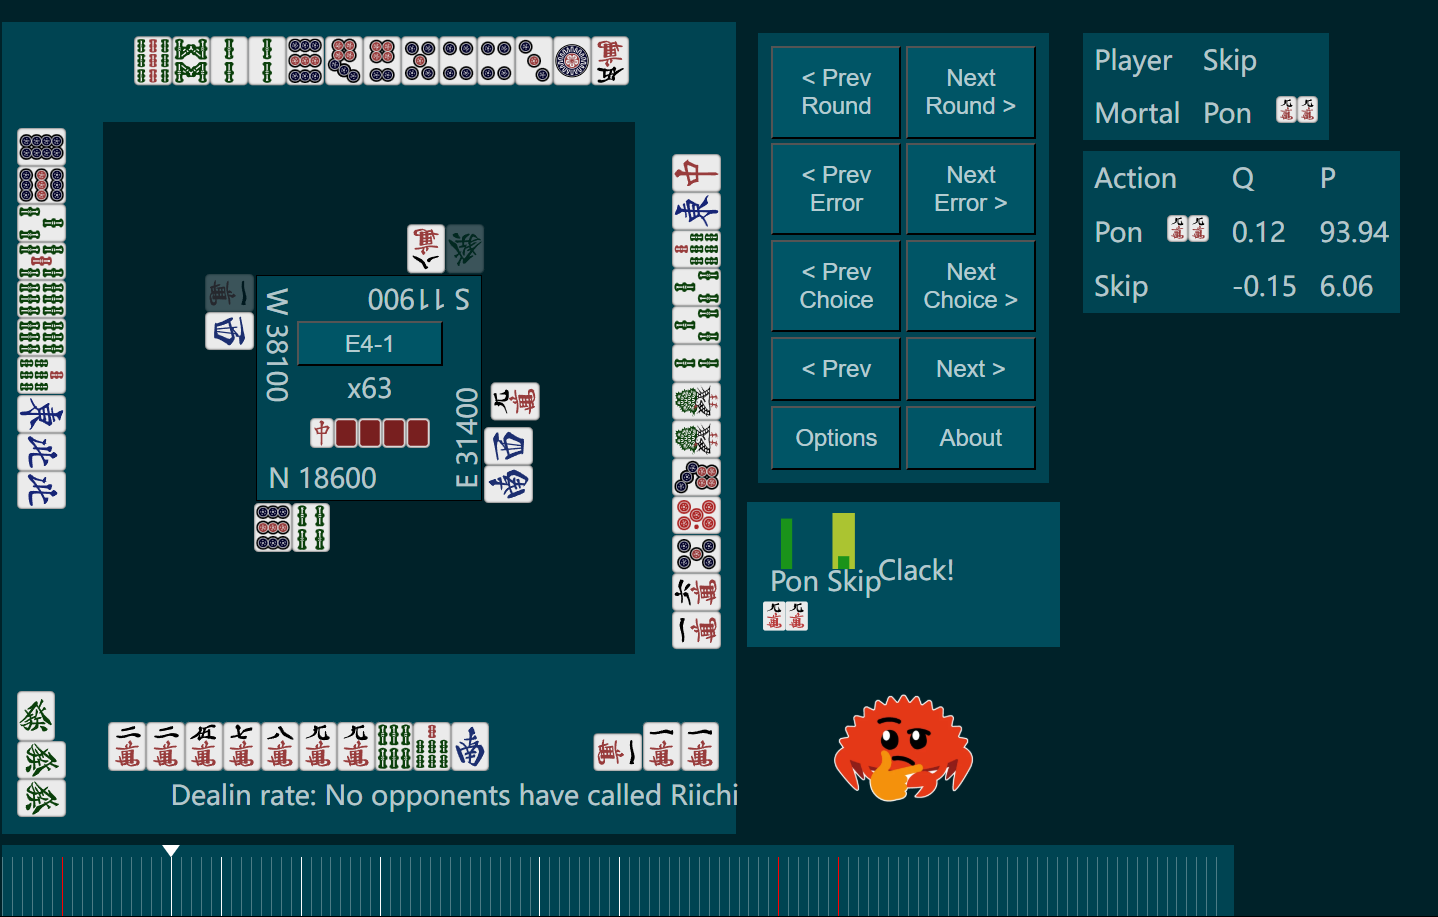 < Prev Round
Next Round >
< Prev Error
Next Error >
< Prev Choice
Next Choice >
< Prev
Next >
Options
About
Player Skip
Mortal Pon
Action Q P
Pon 0.12 93.94
Skip -0.15 6.06
S 11900
W 38100
E4-1
x63
E 31400
N 18600
Pon Skip Clack!
Dealin rate: No opponents have called Riichi